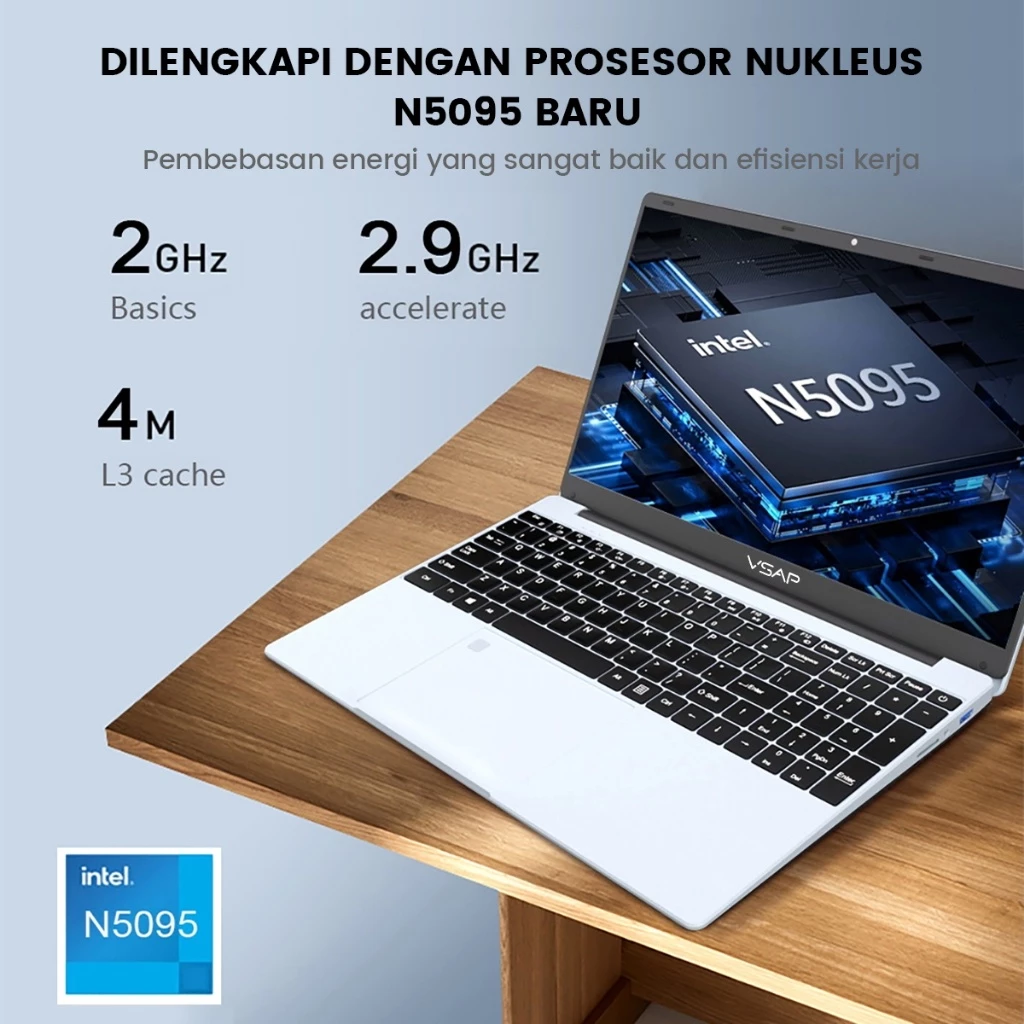 DILENGKAPI DENGAN PROSESOR NUKLEUS
N5095 BARU
Pembebasan energi yang sangat baik dan efisiensi kerja
2GHz
Basics
2.9GHz
accelerate
4M
L3 cache
intel.
N5095
VSAP
intel.
N5095